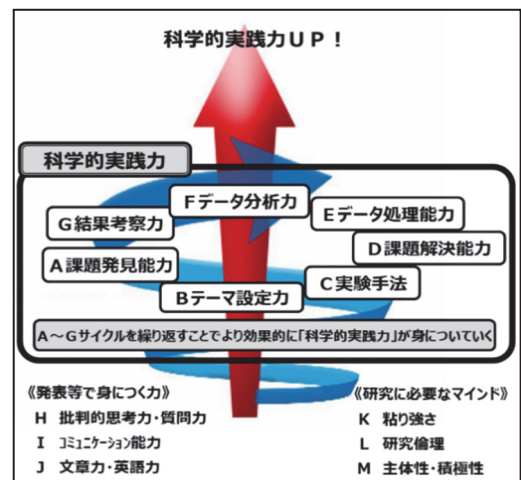 科学的実践力ＵＰ！
科学的実践力
Fデータ分析力
G結果考察力
Eデータ処理能力
A課題発見能力
D課題解決能力
Bテーマ設定力
C実験手法
A～Gサイクルを繰り返すことでより効果的に「科学的実践力」が身についていく
《発表等で身につく力》
H 批判的思考力・質問力
I ｺﾐｭﾆｹｰｼｮﾝ能力
J 文章力・英語力
《研究に必要なマインド》
K 粘り強さ
L 研究倫理
M 主体性・積極性